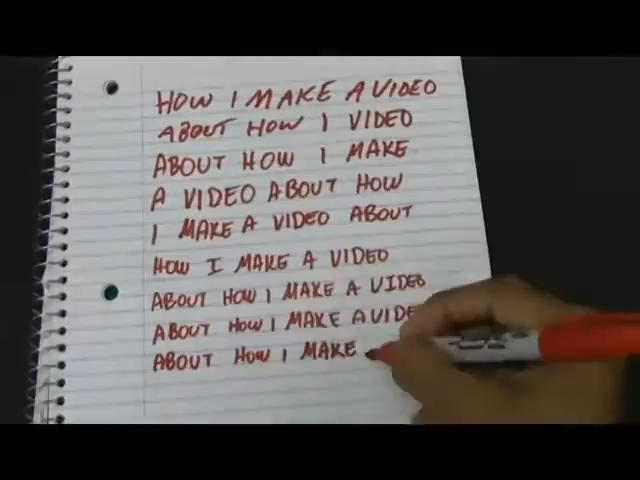 HOW I MAKE A VIDEO
ABOUT HOW I VIDEO
ABOUT HOW I MAKE
A VIDEO ABOUT HOW
I MAKE A VIDEO ABOUT
HOW I MAKE A VIDEO
ABOUT HOW I MAKE A VIDEO
ABOUT HOW I MAKE A VIDE
ABOUT HOW I MAKE